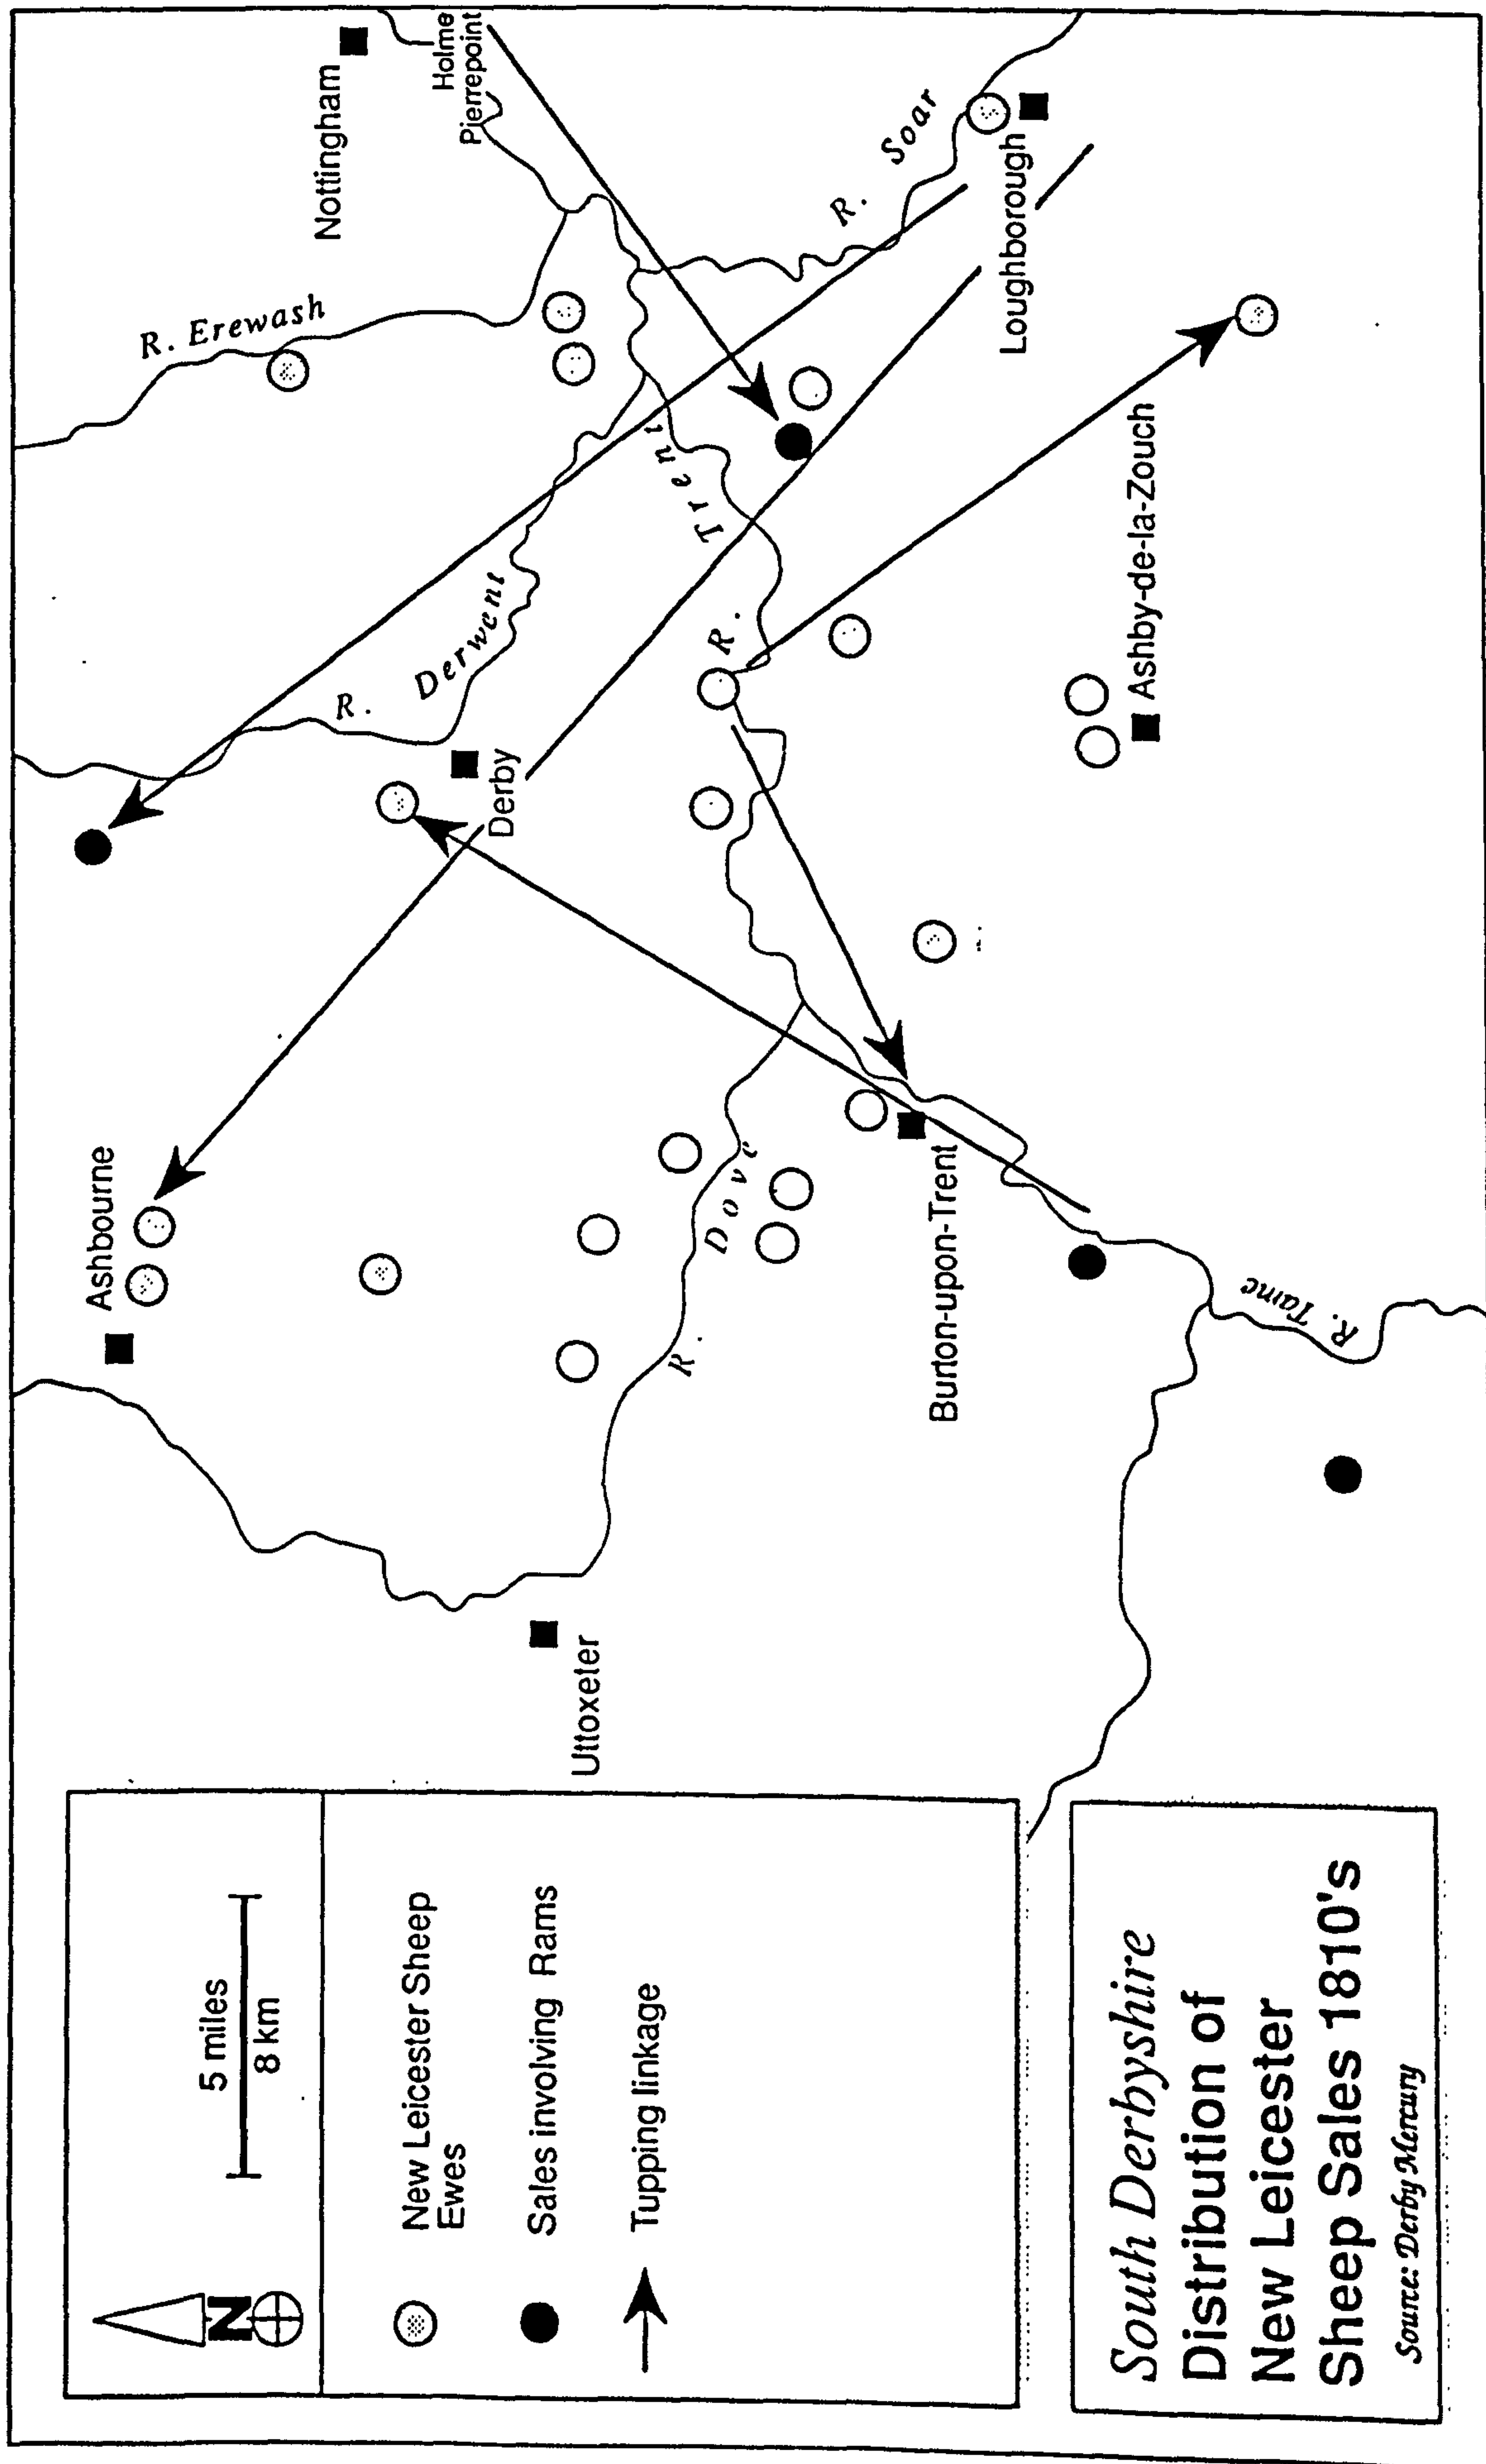 N
5 miles
8 km
New Leicester Sheep
Ewes
Sales involving Rams
Tupping linkage
South Derbyshire
Distribution of
New Leicester
Sheep Sales 1810's
Source: Derby Mercury
Ashbourne
Uttoxeter
R. Dove
Burton-upon-Trent
R. Tame
Derby
R. Derwent
R. Trent
Ashby-de-la-Zouch
R. Erewash
Nottingham
Holme
Pierrepoint
R. Soar
Loughborough